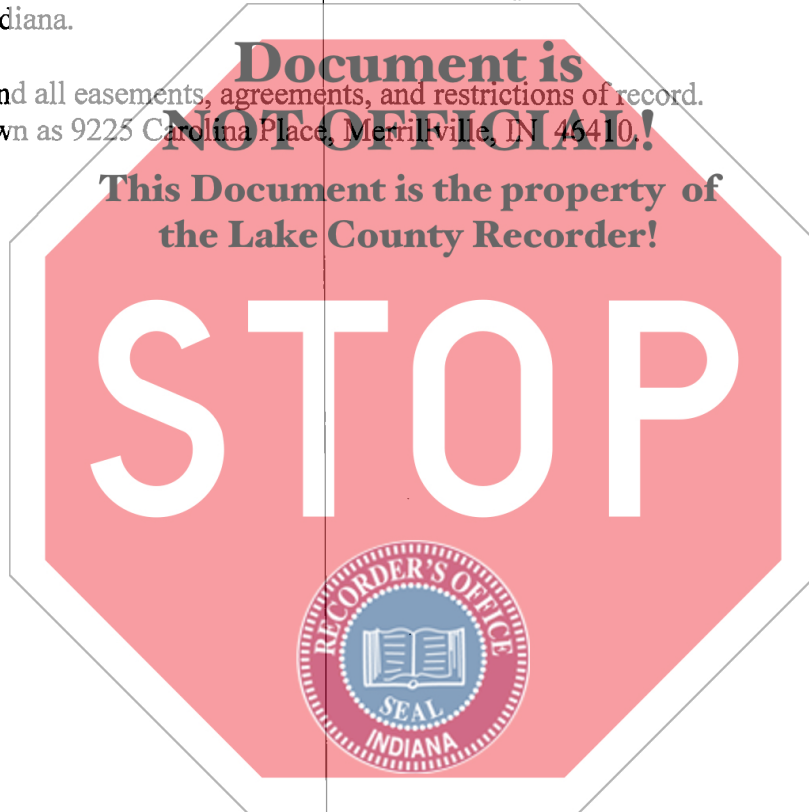 diana.
Document is
nd all easements, agreements, and restrictions of record.
NOT OFFICIAL!
wn as 9225 Carolina Place, Merrillville, IN 46410.
This Document is the property of
the Lake County Recorder!
STOP
RECORDER'S OFFICE
SEAL
INDIANA